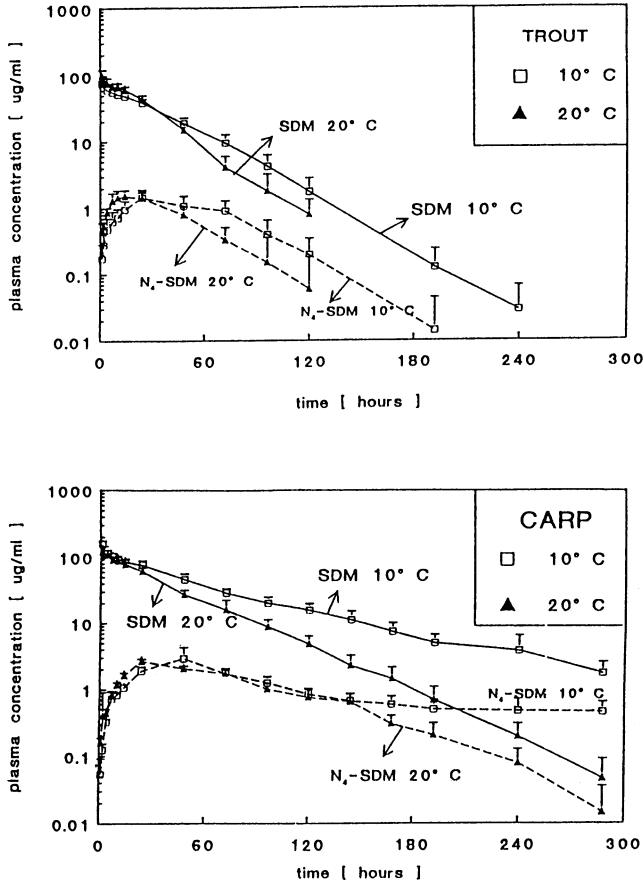 1000
100
10
1
0.1
0.01
plasma concentration [ ug/ml ]
TROUT
10° C
20° C
SDM 20° C
SDM 10° C
N₄-SDM 20° C
N₄-SDM 10° C
0 60 120 180 240 300
time [ hours ]
1000
100
10
1
0.1
0.01
plasma concentration [ ug/ml ]
CARP
10° C
20° C
SDM 10° C
SDM 20° C
N₄-SDM 10° C
N₄-SDM 20° C
0 60 120 180 240 300
time [ hours ]